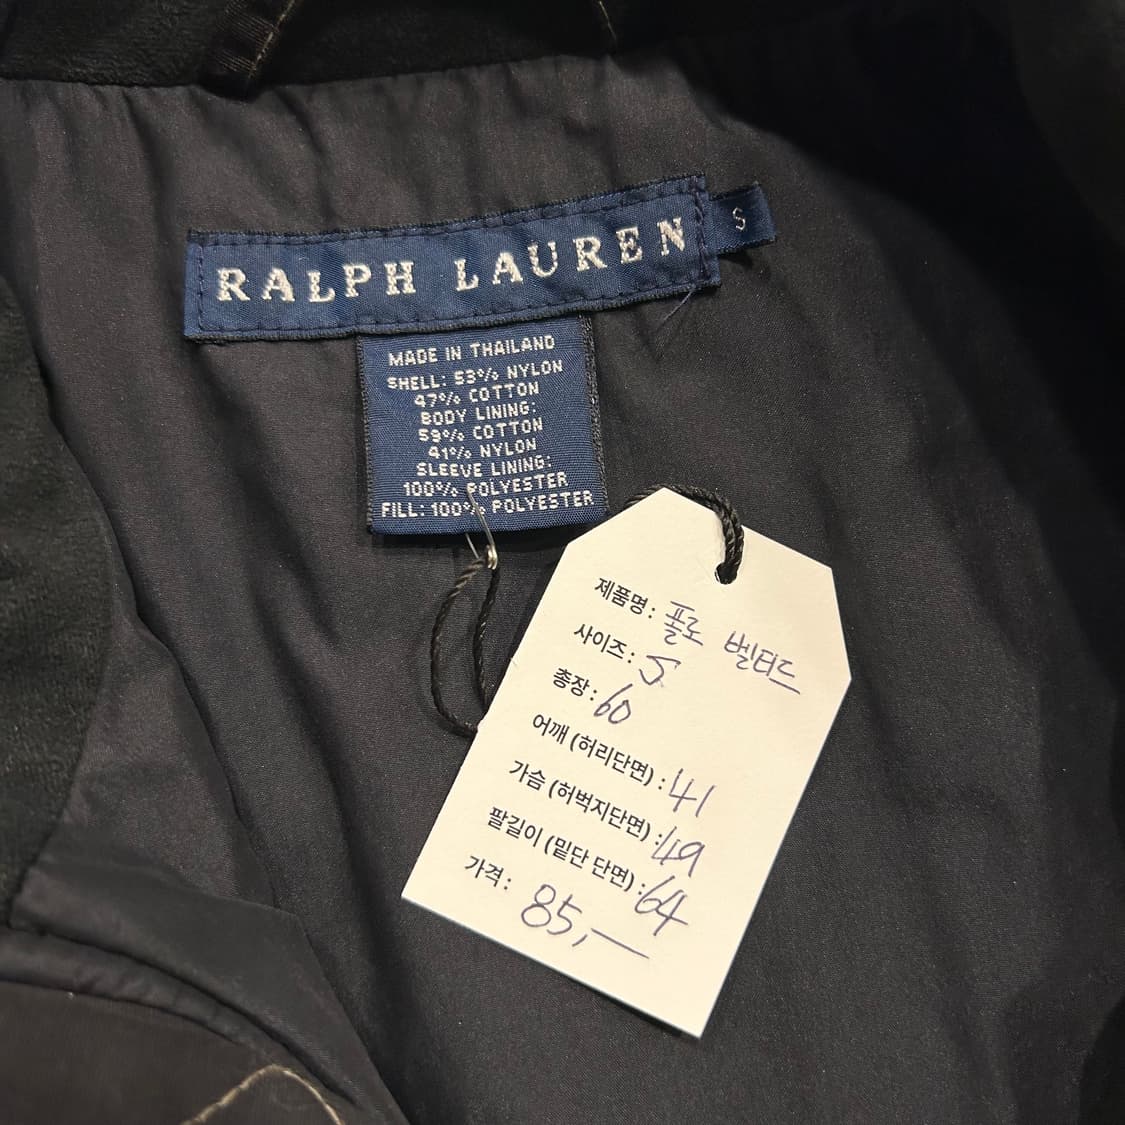 RALPH LAUREN
S
MADE IN THAILAND
SHELL: 53% NYLON
47% COTTON
BODY LINING:
59% COTTON
41% NYLON
SLEEVE LINING:
100% POLYESTER
FILL: 100% POLYESTER
제품명: 폴로 벨티드
사이즈: S
총장: 60
어깨 (허리단면) : 41
가슴 (허벅지단면) : 49
팔길이 (밑단 단면) : 64
가격: 85,—